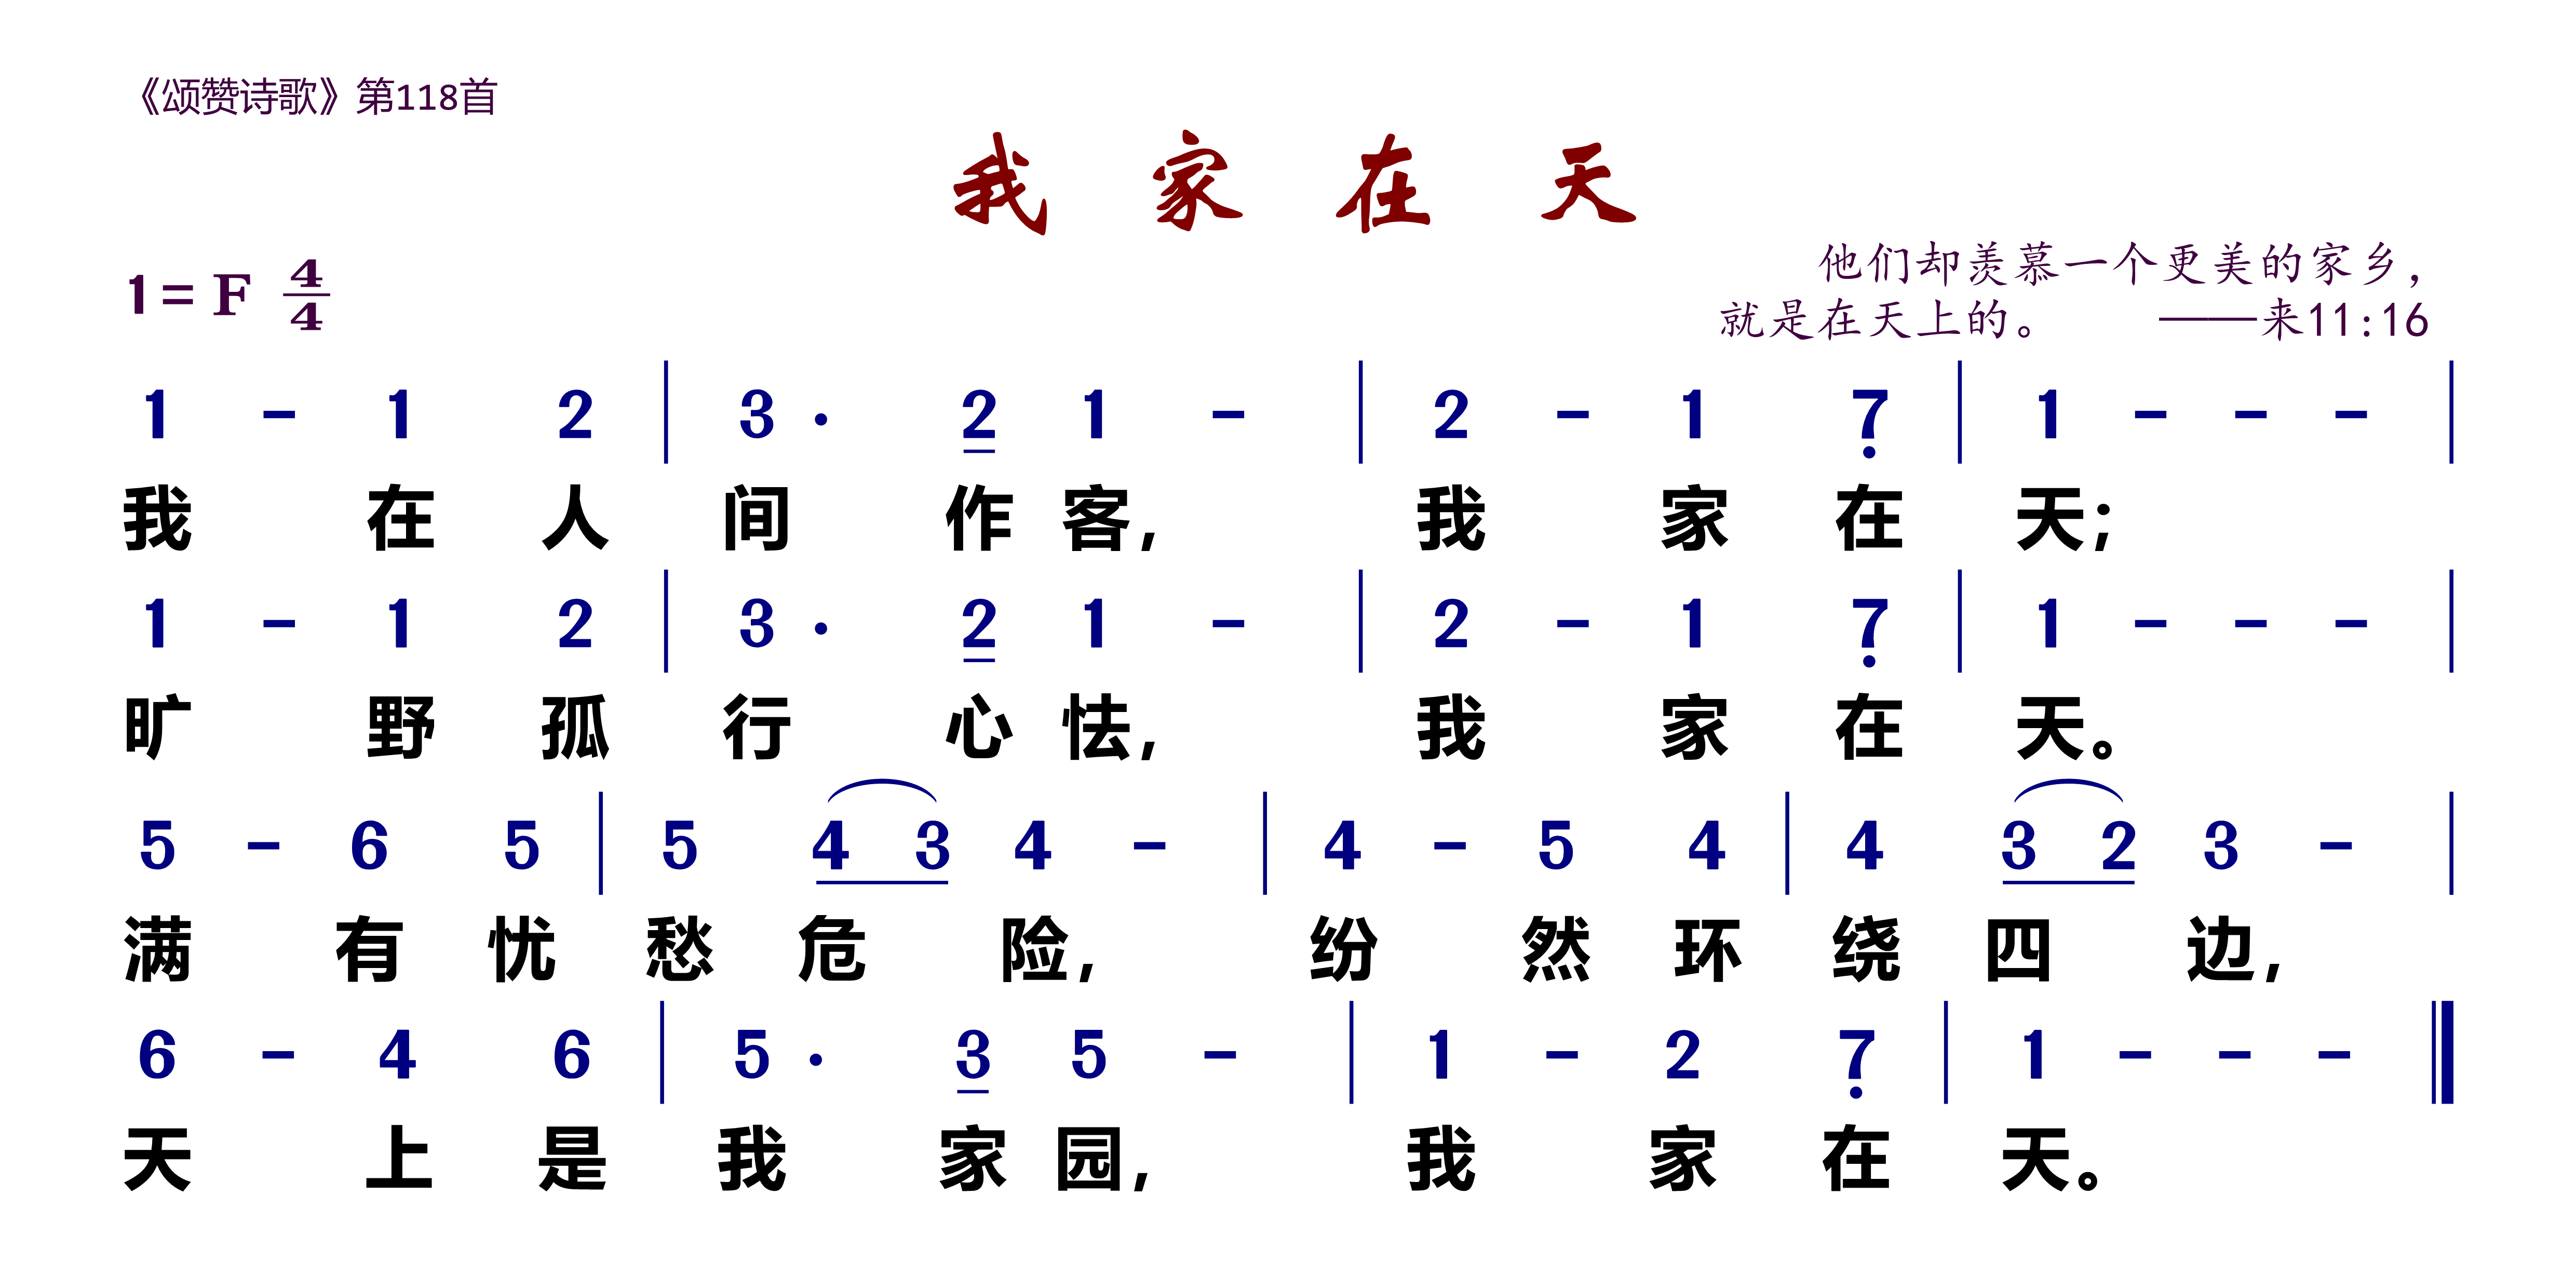 《颂赞诗歌》第118首
我 家 在 天
1= F 4/4
他们却羡慕一个更美的家乡，
就是在天上的。 ——来11:16
1 - 1 2 | 3 · 2 1 - | 2 - 1 7 | 1 - - - |
我 在 人 间 作 客， 我 家 在 天；
1 - 1 2 | 3 · 2 1 - | 2 - 1 7 | 1 - - - |
旷 野 孤 行 心 怯， 我 家 在 天。
5 - 6 5 | 5 4 3 4 - | 4 - 5 4 | 4 3 2 3 - |
满 有 忧 愁 危 险， 纷 然 环 绕 四 边，
6 - 4 6 | 5 · 3 5 - | 1 - 2 7 | 1 - - - ‖
天 上 是 我 家 园， 我 家 在 天。